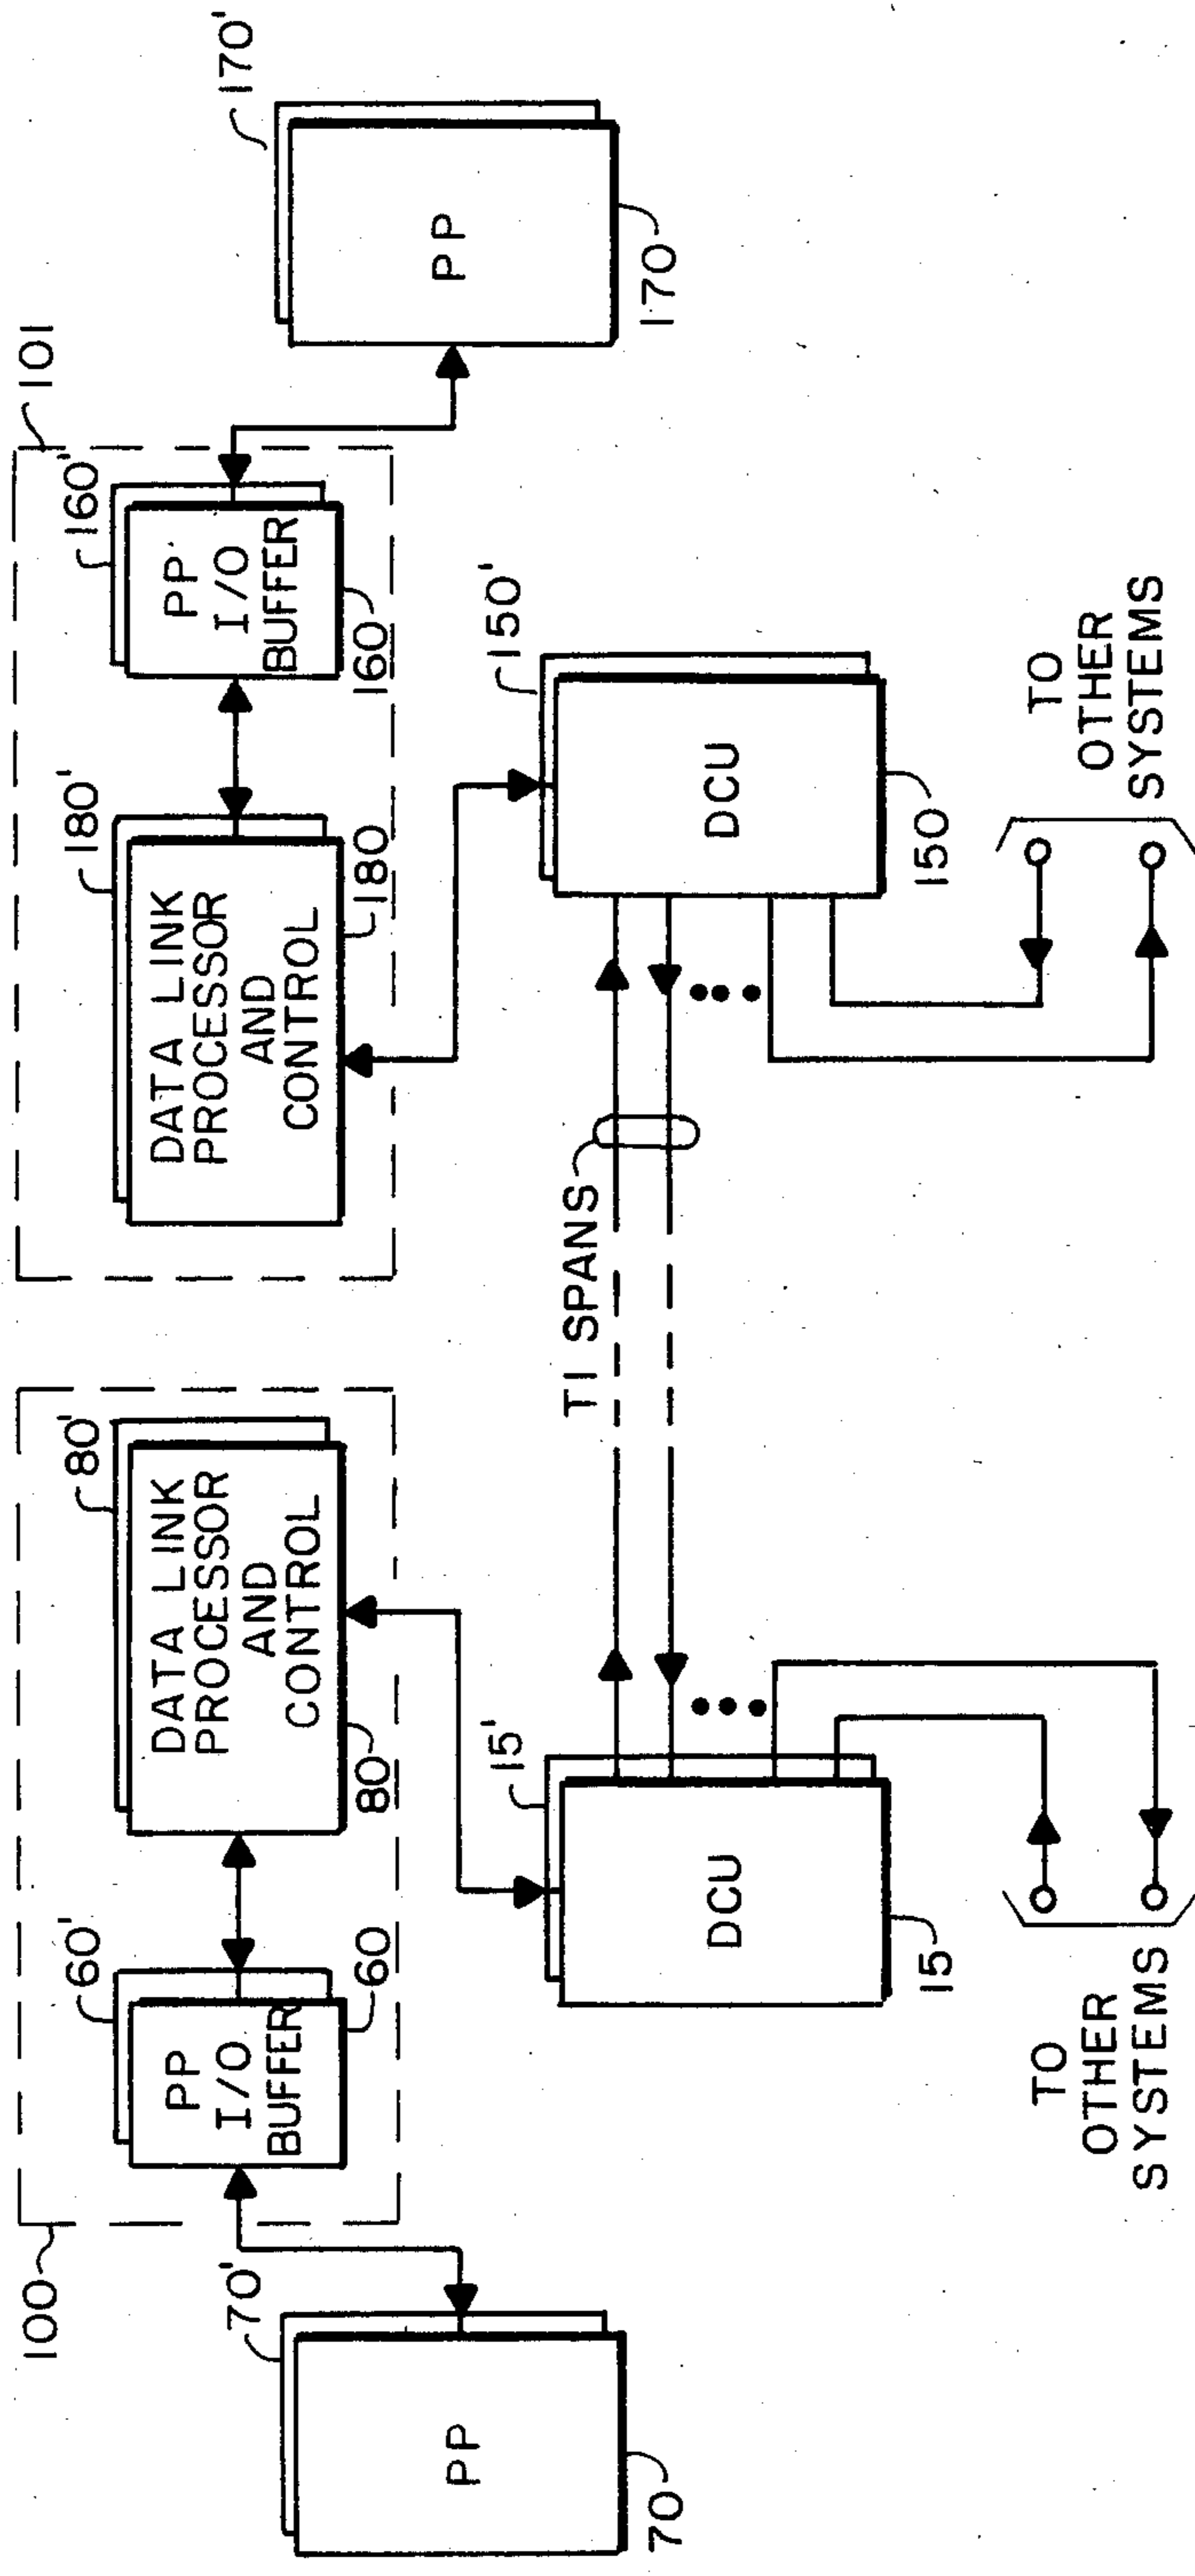 100
70'
PP
70
60'
PP
I/O
BUFFER
60
80'
DATA LINK
PROCESSOR
AND
CONTROL
80
15'
DCU
15
TO
OTHER
SYSTEMS
T1 SPANS
101
180'
DATA LINK
PROCESSOR
AND
CONTROL
180
160'
PP
I/O
BUFFER
160
170'
PP
170
150'
DCU
150
TO
OTHER
SYSTEMS